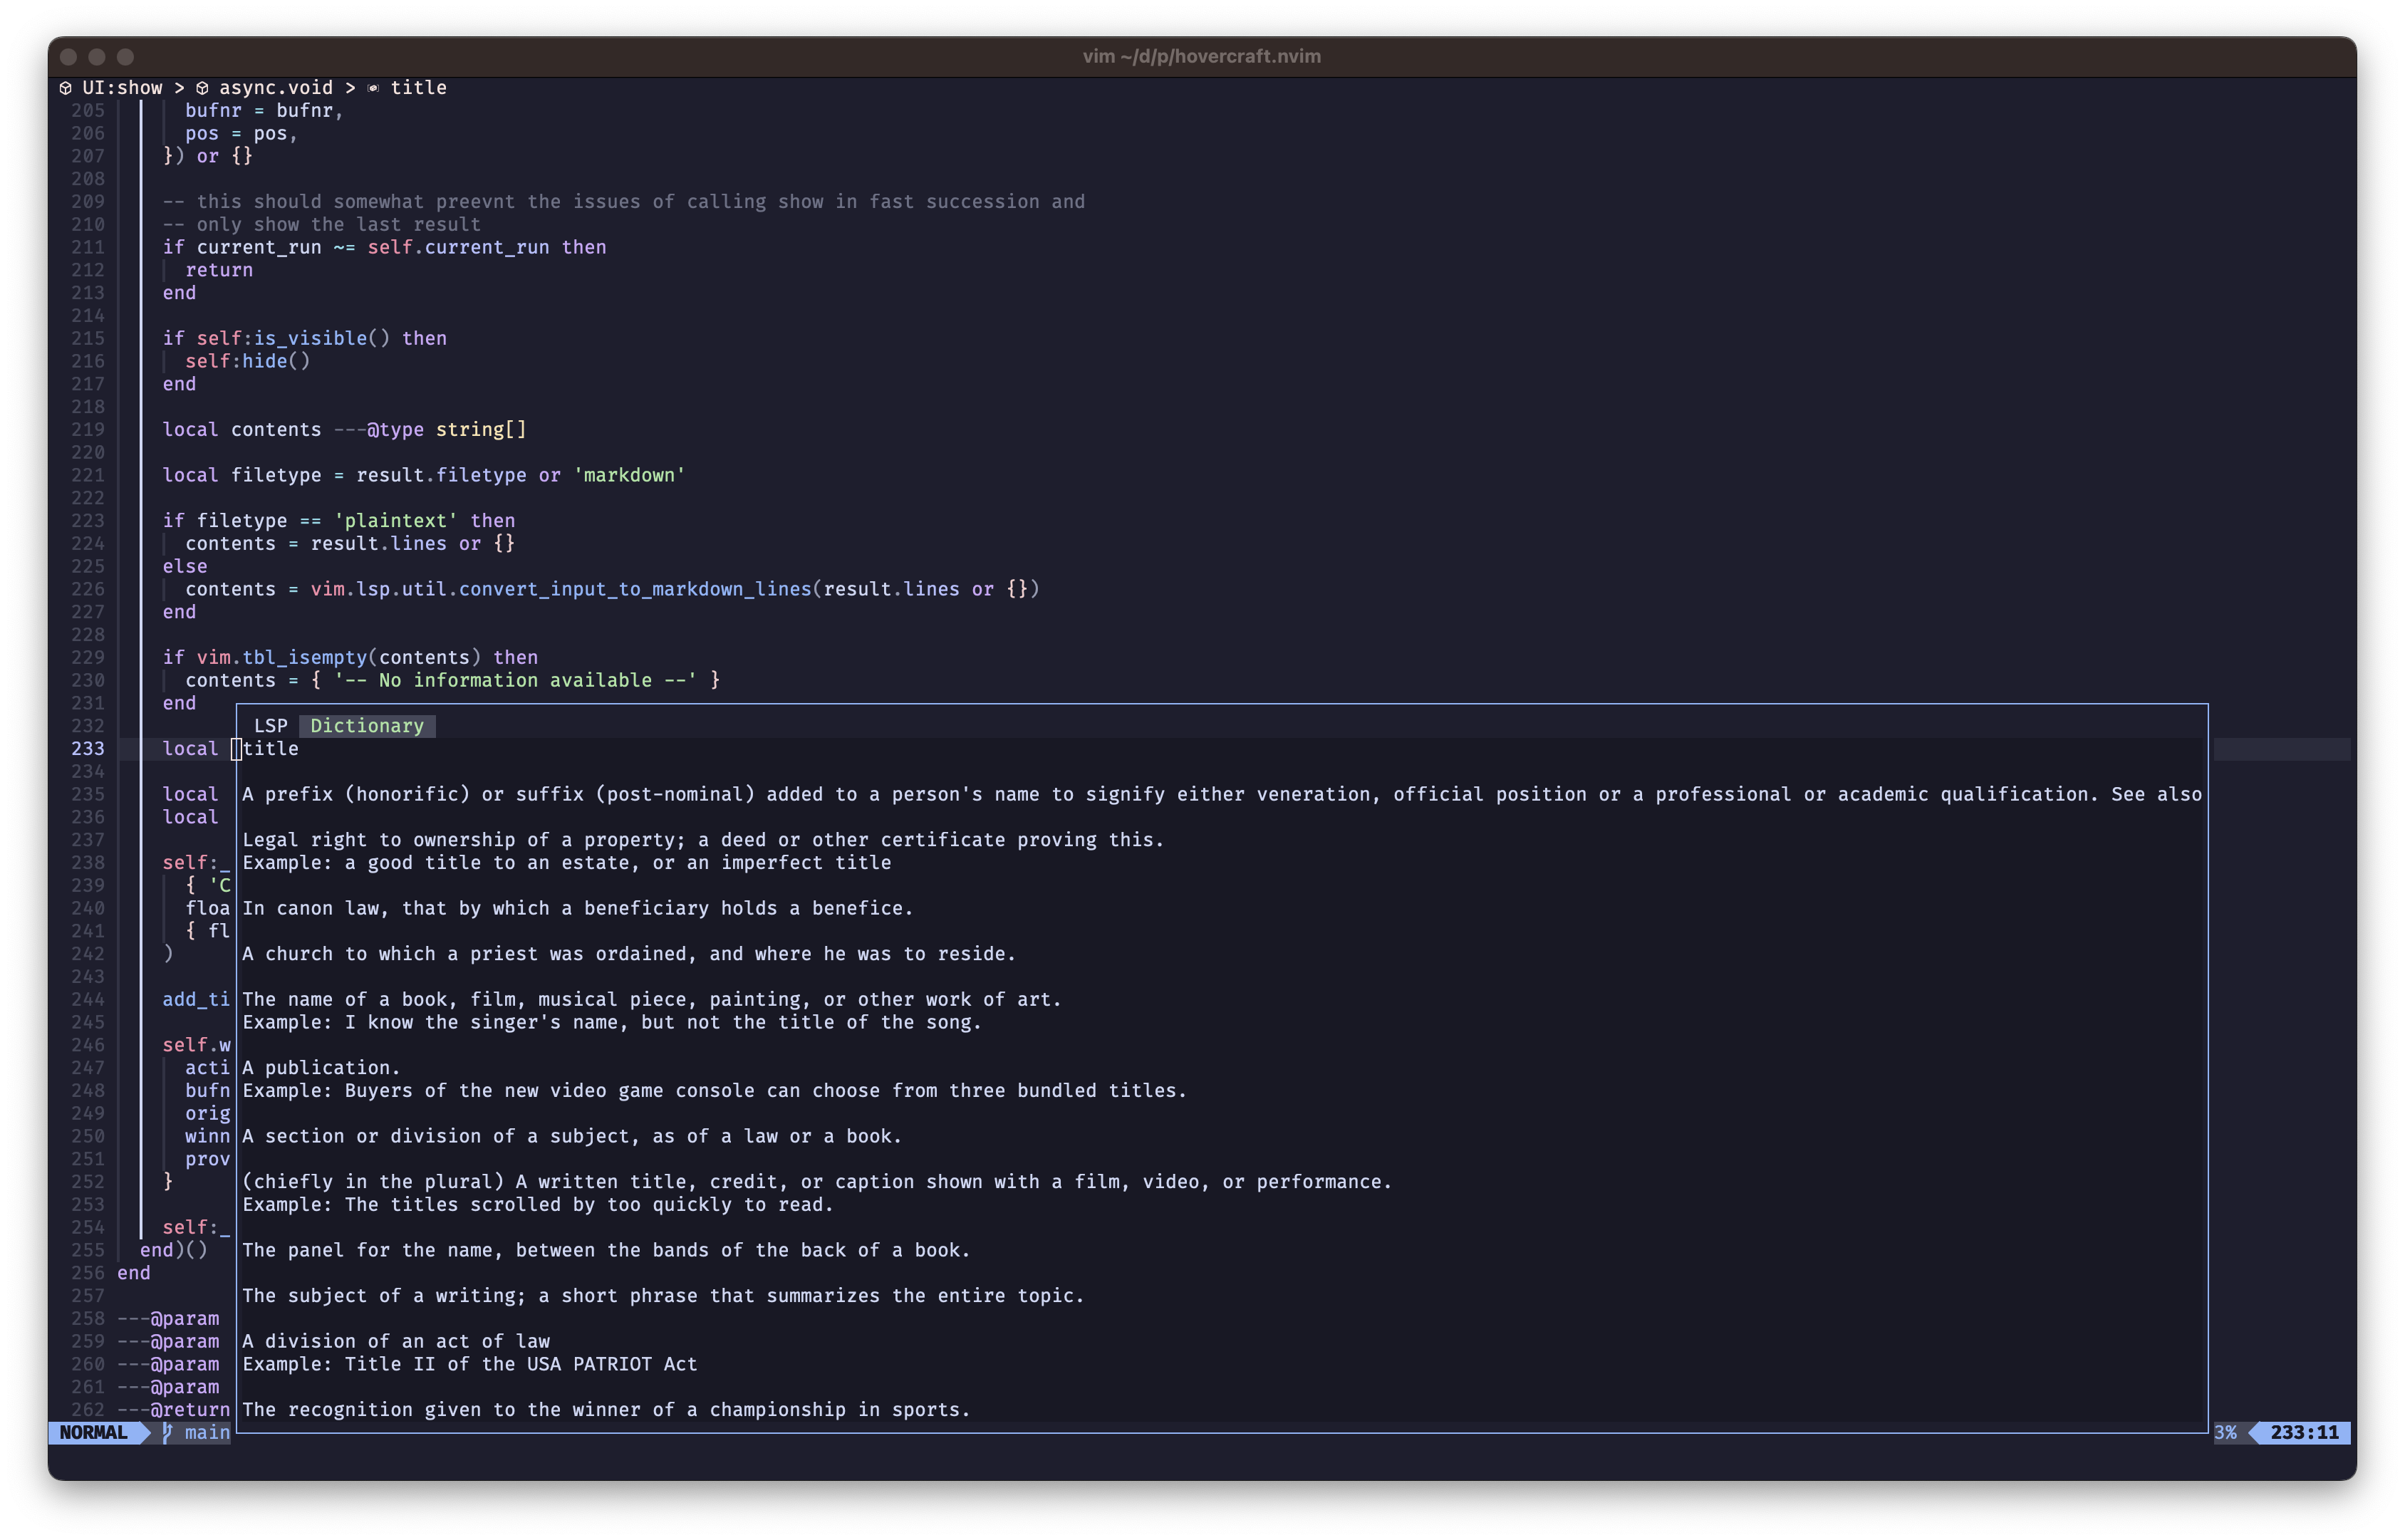 vim ~/d/p/hovercraft.nvim
UI:show > async.void > title
205 bufnr = bufnr,
206 pos = pos,
207 }) or {}
208
209 -- this should somewhat preevnt the issues of calling show in fast succession and
210 -- only show the last result
211 if current_run ~= self.current_run then
212 return
213 end
214
215 if self:is_visible() then
216 self:hide()
217 end
218
219 local contents ---@type string[]
220
221 local filetype = result.filetype or 'markdown'
222
223 if filetype == 'plaintext' then
224 contents = result.lines or {}
225 else
226 contents = vim.lsp.util.convert_input_to_markdown_lines(result.lines or {})
227 end
228
229 if vim.tbl_isempty(contents) then
230 contents = { '-- No information available --' }
231 end
232 LSP Dictionary
233 local title
234
235 local A prefix (honorific) or suffix (post-nominal) added to a person's name to signify either veneration, official position or a professional or academic qualification. See also
236 local
237 Legal right to ownership of a property; a deed or other certificate proving this.
238 self:_ Example: a good title to an estate, or an imperfect title
239 { 'C
240 floa In canon law, that by which a beneficiary holds a benefice.
241 { fl
242 ) A church to which a priest was ordained, and where he was to reside.
243
244 add_ti The name of a book, film, musical piece, painting, or other work of art.
245 Example: I know the singer's name, but not the title of the song.
246 self.w
247 acti A publication.
248 bufn Example: Buyers of the new video game console can choose from three bundled titles.
249 orig
250 winn A section or division of a subject, as of a law or a book.
251 prov
252 } (chiefly in the plural) A written title, credit, or caption shown with a film, video, or performance.
253 Example: The titles scrolled by too quickly to read.
254 self:_
255 end)() The panel for the name, between the bands of the back of a book.
256 end
257 The subject of a writing; a short phrase that summarizes the entire topic.
258 ---@param
259 ---@param A division of an act of law
260 ---@param Example: Title II of the USA PATRIOT Act
261 ---@param
262 ---@return The recognition given to the winner of a championship in sports.
NORMAL main 3% 233:11